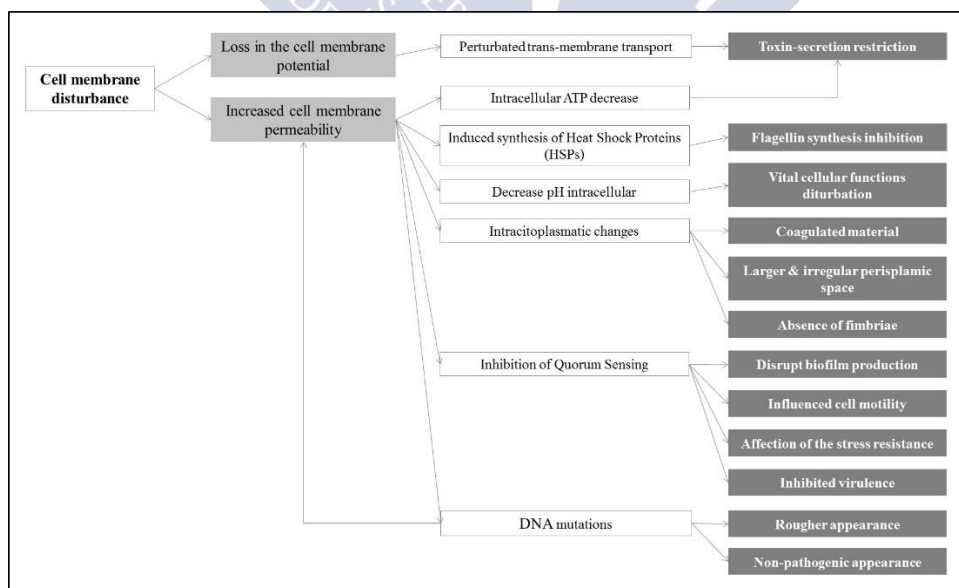 Cell membrane
disturbance
Loss in the cell membrane
potential
Increased cell membrane
permeability
Perturbated trans-membrane transport
Intracellular ATP decrease
Induced synthesis of Heat Shock Proteins
(HSPs)
Decrease pH intracellular
Intracitoplasmatic changes
Inhibition of Quorum Sensing
DNA mutations
Toxin-secretion restriction
Flagellin synthesis inhibition
Vital cellular functions
diturbation
Coagulated material
Larger & irregular perisplamic
space
Absence of fimbriae
Disrupt biofilm production
Influenced cell motility
Affection of the stress resistance
Inhibited virulence
Rougher appearance
Non-pathogenic appearance